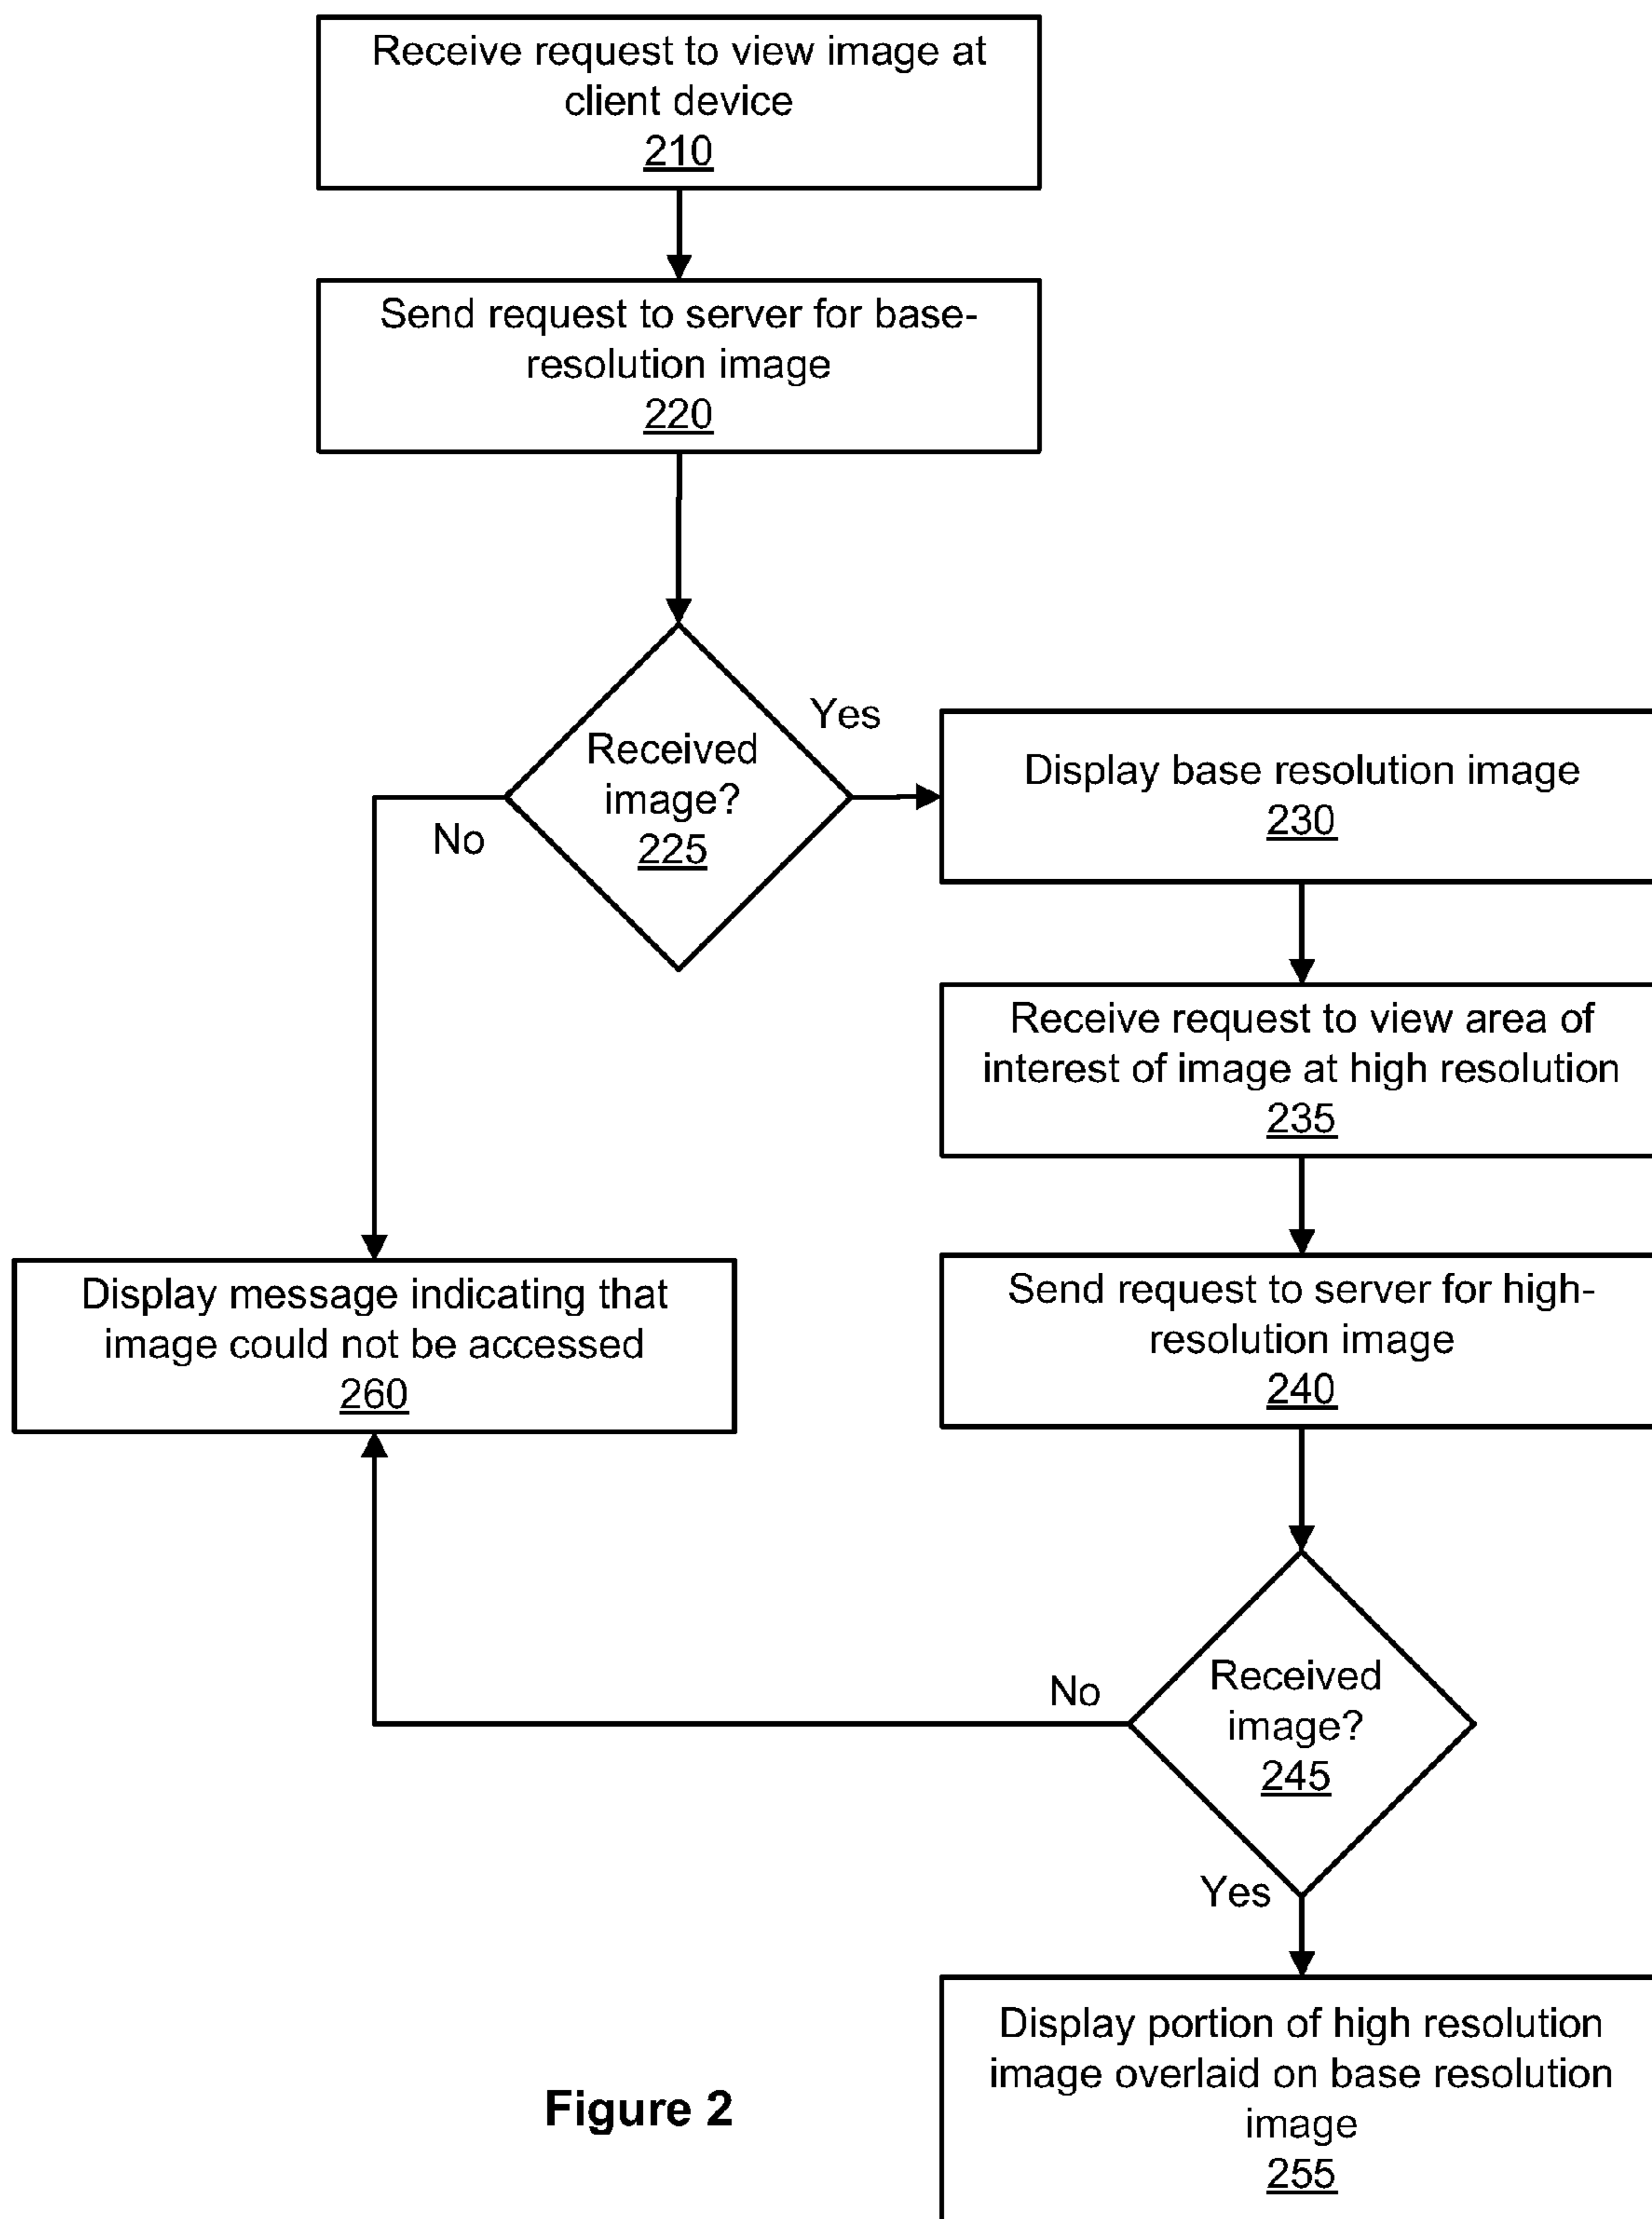 Receive request to view image at
client device
210
Send request to server for base-
resolution image
220
Received
image?
225
Yes
No
Display base resolution image
230
Receive request to view area of
interest of image at high resolution
235
Send request to server for high-
resolution image
240
Display message indicating that
image could not be accessed
260
Received
image?
245
No
Yes
Display portion of high resolution
image overlaid on base resolution
image
255
Figure 2